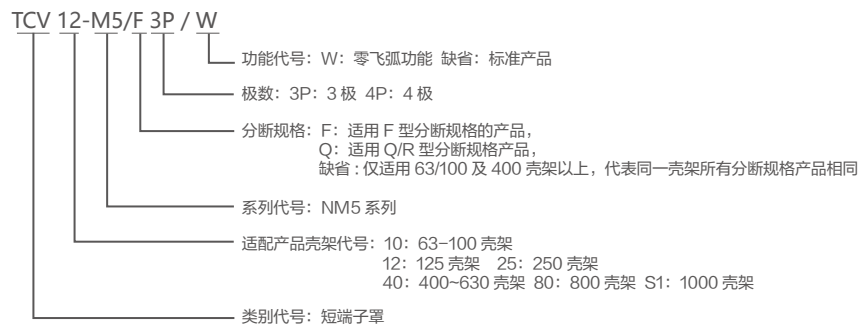 TCV 12-M5/F 3P / W
功能代号：W：零飞弧功能 缺省：标准产品
极数：3P：3 极 4P：4 极
分断规格：F：适用 F 型分断规格的产品，
Q：适用 Q/R 型分断规格产品，
缺省：仅适用 63/100 及 400 壳架以上，代表同一壳架所有分断规格产品相同
系列代号：NM5 系列
适配产品壳架代号：10：63-100 壳架
12：125 壳架 25：250 壳架
40：400~630 壳架 80：800 壳架 S1：1000 壳架
类别代号：短端子罩